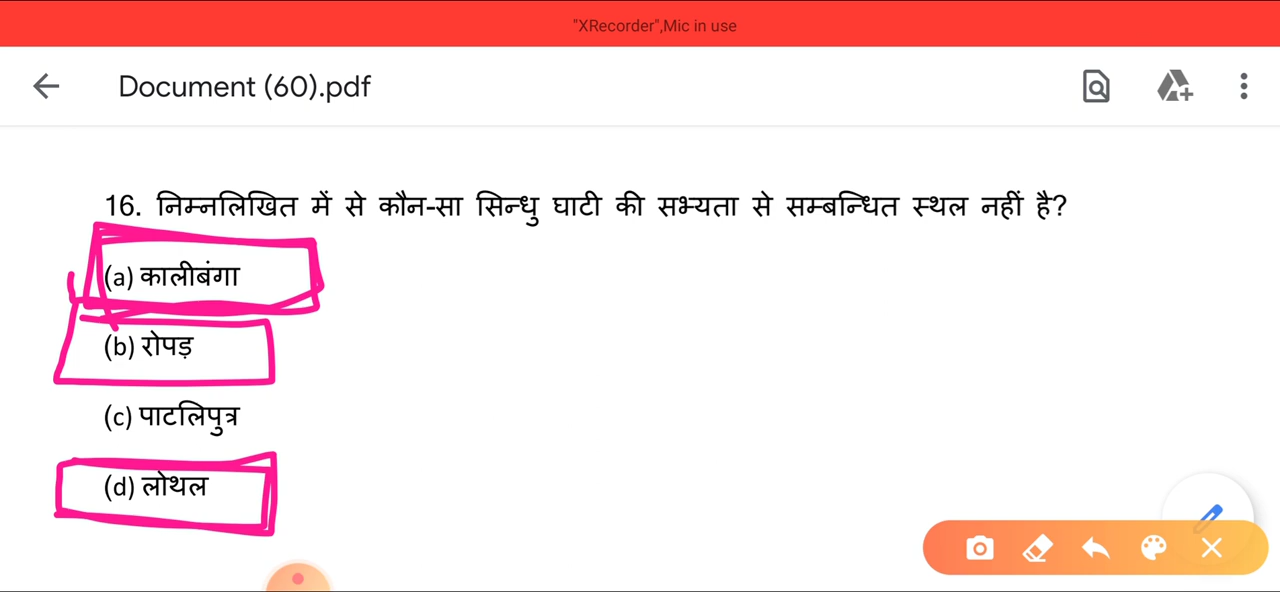 "XRecorder",Mic in use
Document (60).pdf
16. निम्नलिखित में से कौन-सा सिन्धु घाटी की सभ्यता से सम्बन्धित स्थल नहीं है?
(a) कालीबंगा
(b) रोपड़
(c) पाटलिपुत्र
(d) लोथल